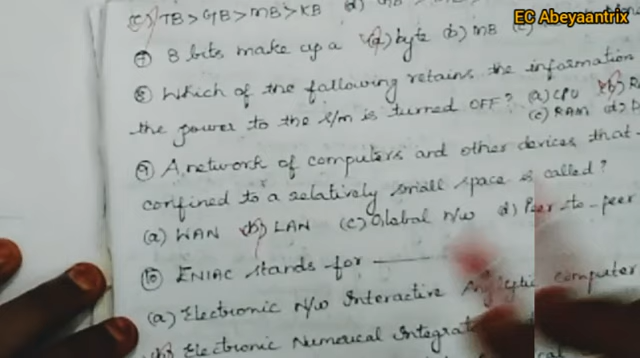 EC Abeyaantrix
(c) TB > GB > MB > KB (d)
⑦ 8 bits make up a (a) byte (b) MB (c)
⑧ Which of the following retains the information
the power to the s/m is turned OFF? (a) CPU (b)
(c) RAM (d)
⑨ A network of computers and other devices that
confined to a relatively small space is called?
(a) WAN (b) LAN (c) Global n/w d) Peer-to-peer
⑩ ENIAC stands for
(a) Electronic N/w Interactive computer
(b) Electronic Numerical